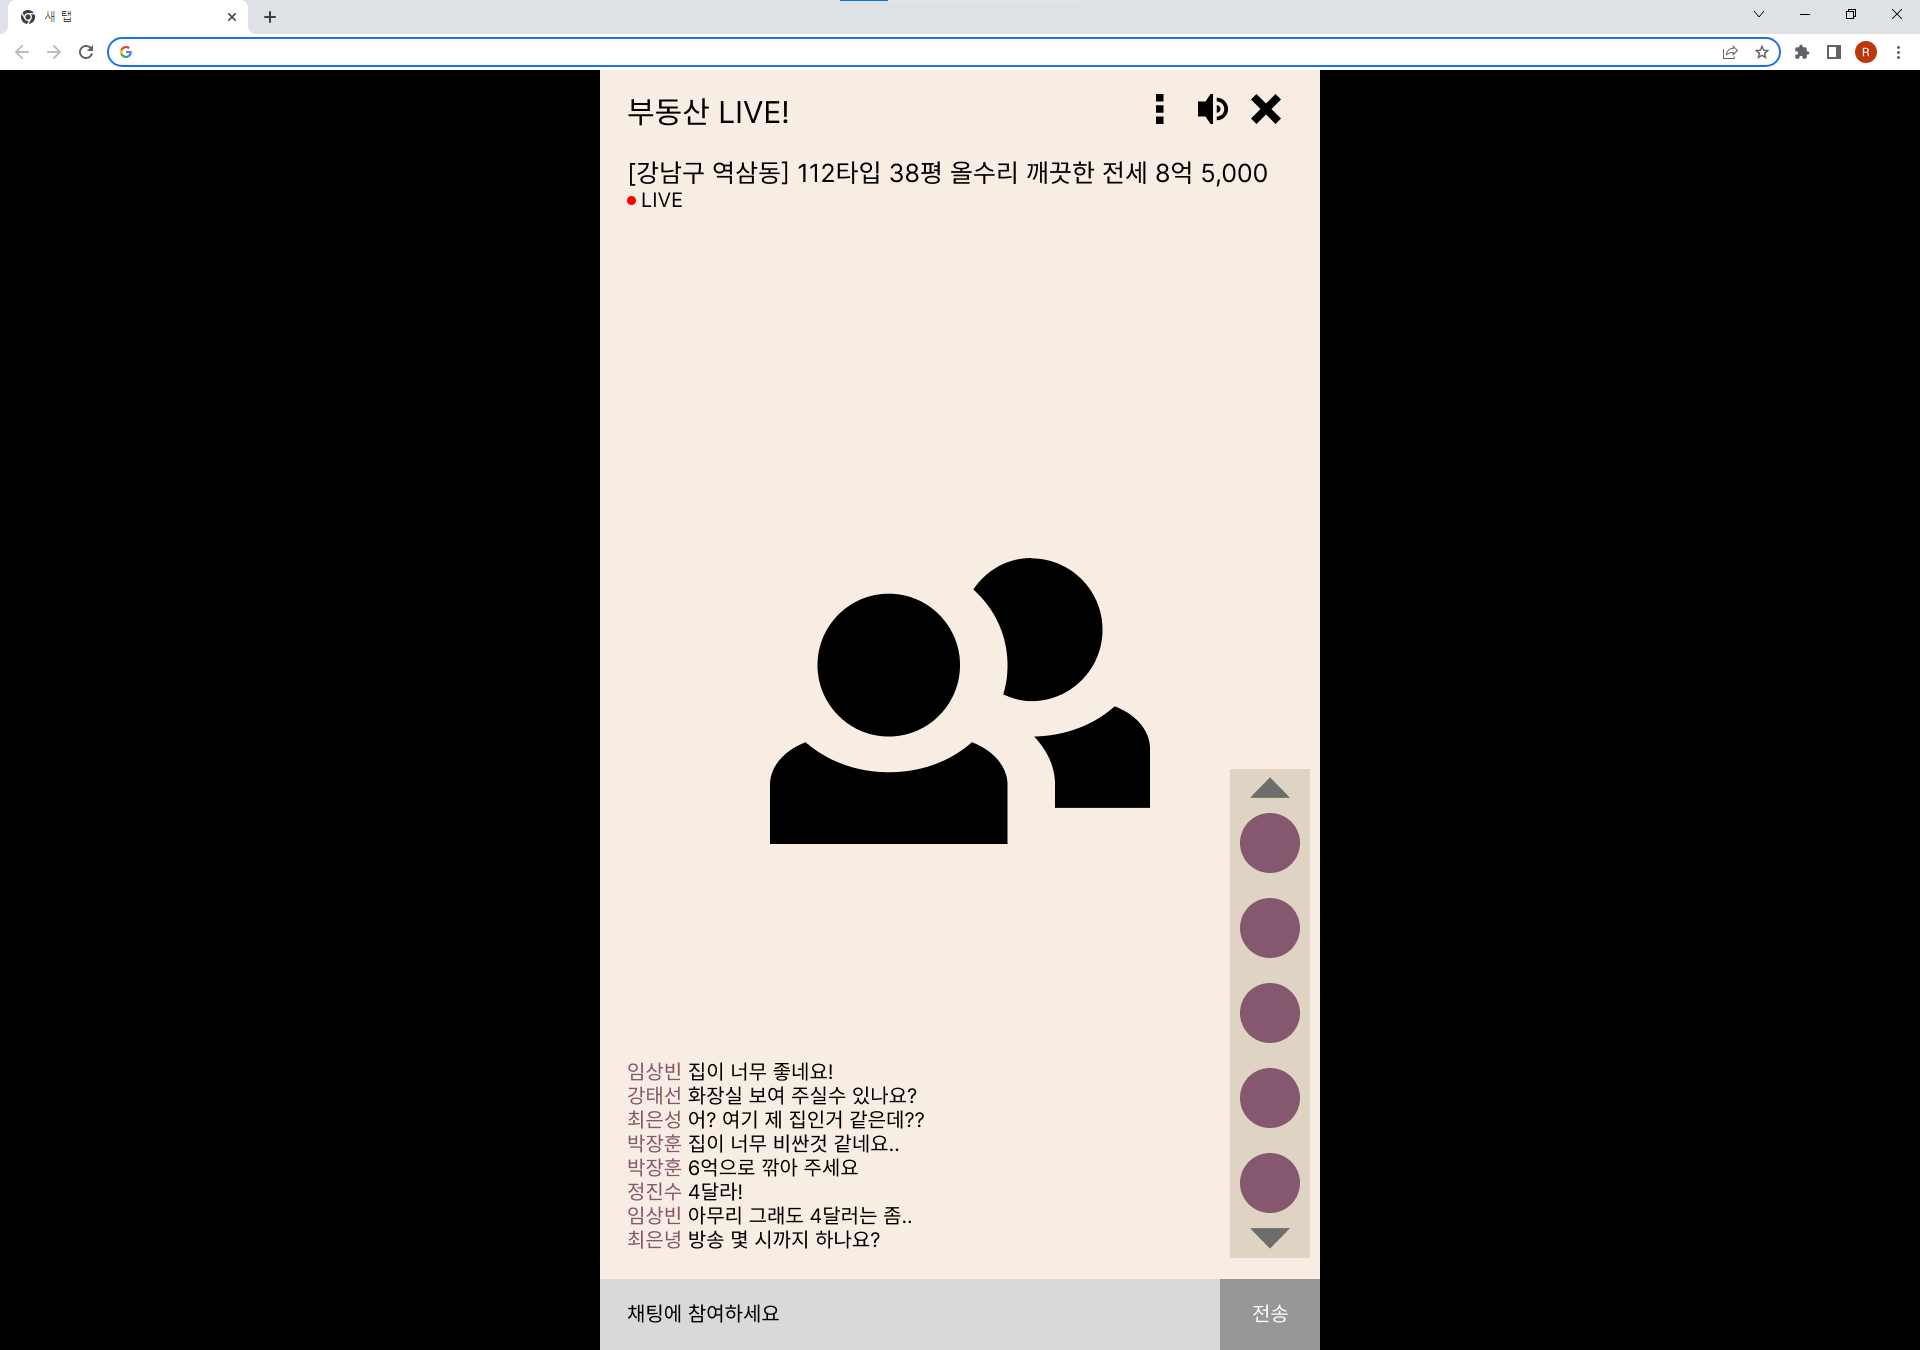 새 탭
R
부동산 LIVE!
[강남구 역삼동] 112타입 38평 올수리 깨끗한 전세 8억 5,000
LIVE
임상빈 집이 너무 좋네요!
강태선 화장실 보여 주실수 있나요?
최은성 어? 여기 제 집인거 같은데??
박장훈 집이 너무 비싼것 같네요..
박장훈 6억으로 깎아 주세요
정진수 4달라!
임상빈 아무리 그래도 4달러는 좀..
최은녕 방송 몇 시까지 하나요?
채팅에 참여하세요
전송